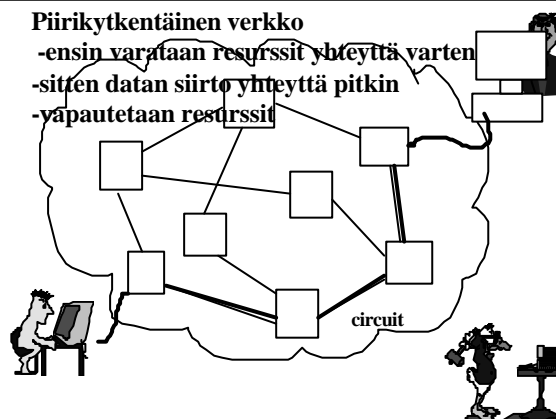 Piirikytkentäinen verkko
-ensin varataan resurssit yhteyttä varten
-sitten datan siirto yhteyttä pitkin
-vapautetaan resurssit
circuit